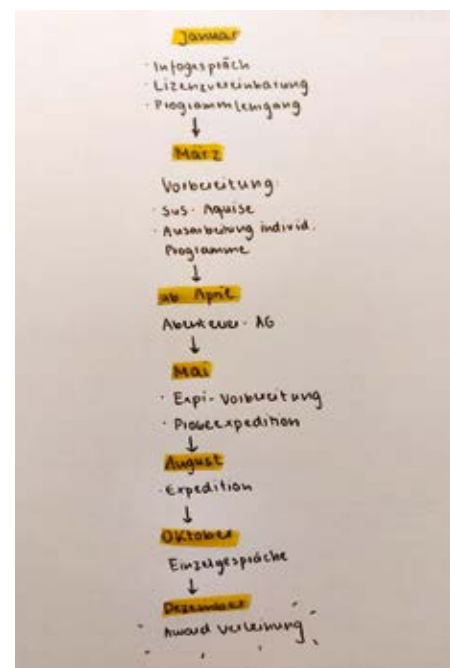 Januar
· Infogespräch
· Lizenzvereinbarung
· Programmlehrgang
↓
März
Vorbereitung:
· SuS-Aquise
· Ausarbeitung individ.
Programme
↓
ab April
Abenteuer-AG
↓
Mai
· Expi-Vorbereitung
· Probeexpedition
↓
August
· Expedition
↓
Oktober
Einzelgespräche
↓
Dezember
Award Verleihung